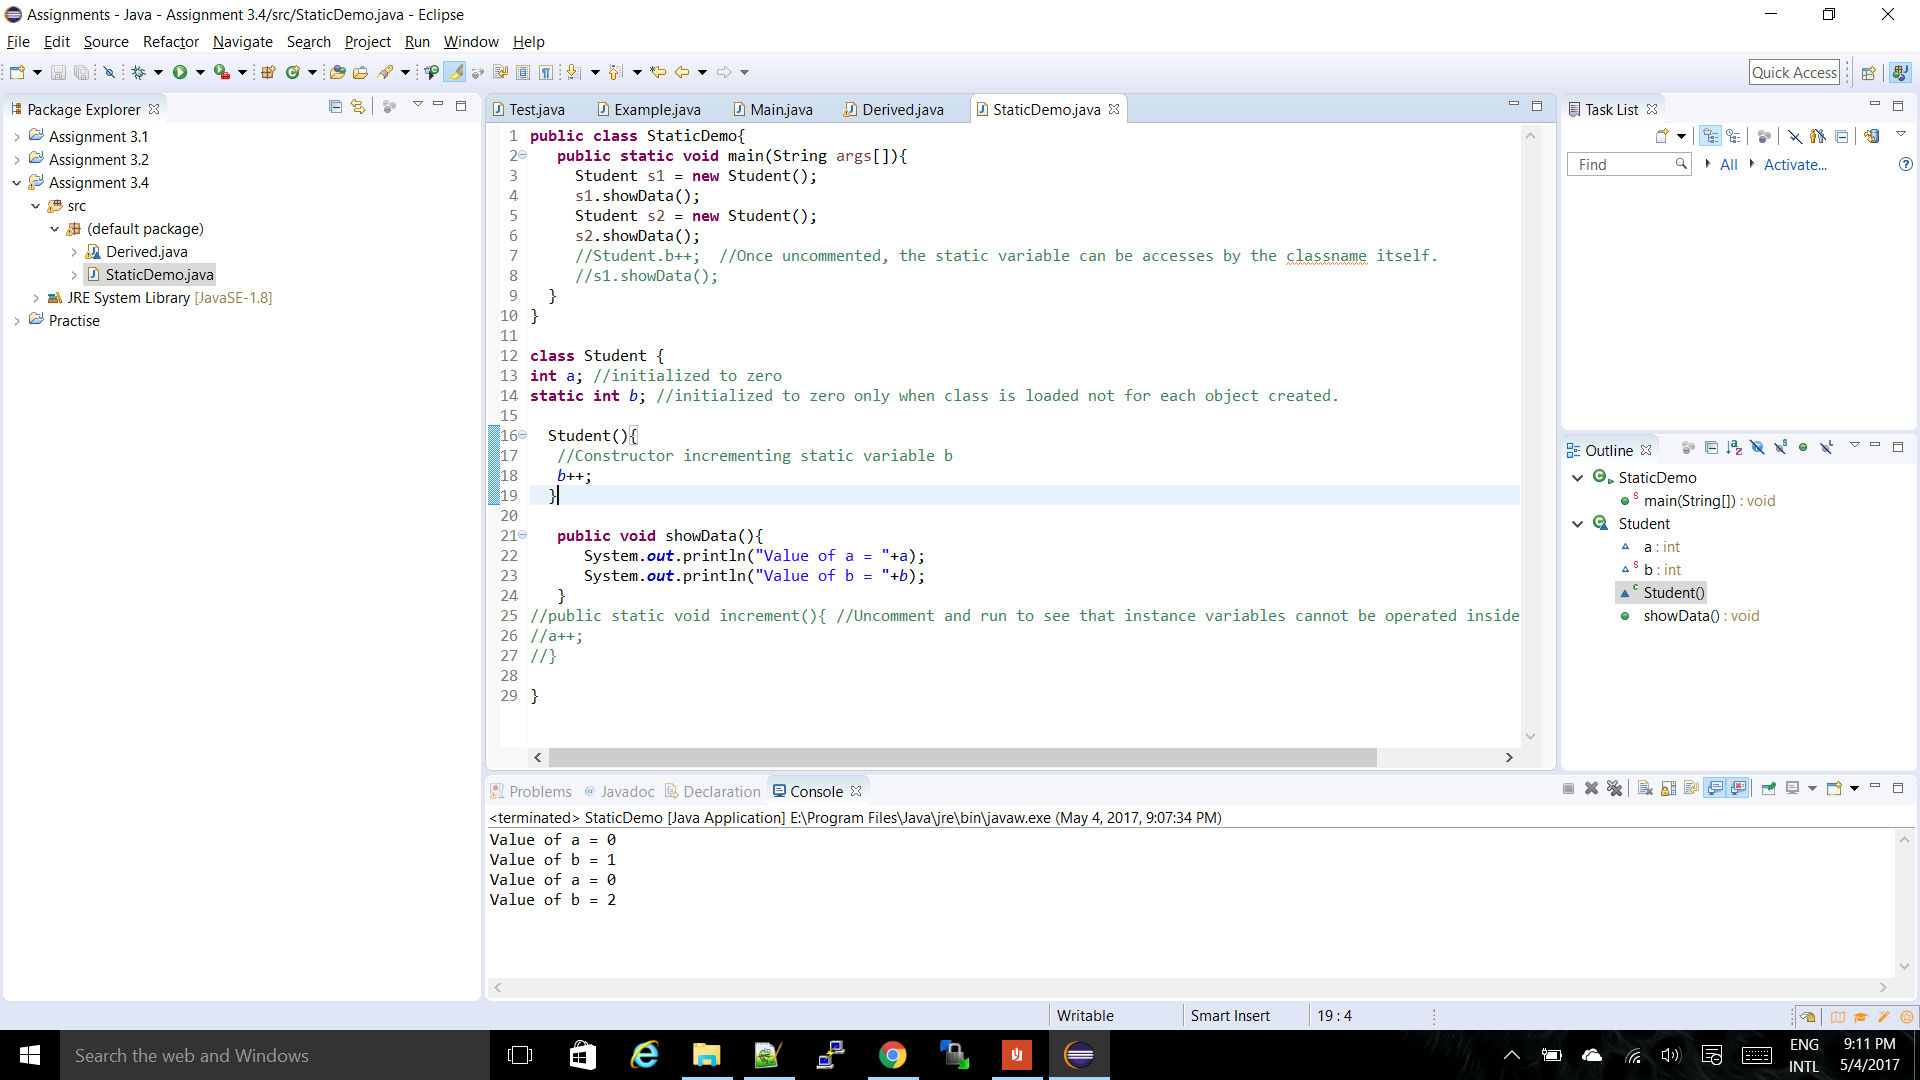 Assignments - Java - Assignment 3.4/src/StaticDemo.java - Eclipse
File Edit Source Refactor Navigate Search Project Run Window Help
Quick Access
Package Explorer
Assignment 3.1
Assignment 3.2
Assignment 3.4
src
(default package)
Derived.java
StaticDemo.java
JRE System Library [JavaSE-1.8]
Practise
Test.java Example.java Main.java Derived.java StaticDemo.java
1 public class StaticDemo{
2 public static void main(String args[]){
3 Student s1 = new Student();
4 s1.showData();
5 Student s2 = new Student();
6 s2.showData();
7 //Student.b++; //Once uncommented, the static variable can be accesses by the classname itself.
8 //s1.showData();
9 }
10 }
11
12 class Student {
13 int a; //initialized to zero
14 static int b; //initialized to zero only when class is loaded not for each object created.
15
16 Student(){
17 //Constructor incrementing static variable b
18 b++;
19 }
20
21 public void showData(){
22 System.out.println("Value of a = "+a);
23 System.out.println("Value of b = "+b);
24 }
25 //public static void increment(){ //Uncomment and run to see that instance variables cannot be operated inside
26 //a++;
27 //}
28
29 }
Task List
Find All Activate...
Outline
StaticDemo
main(String[]) : void
Student
a : int
b : int
Student()
showData() : void
Problems @ Javadoc Declaration Console
<terminated> StaticDemo [Java Application] E:\Program Files\Java\jre\bin\javaw.exe (May 4, 2017, 9:07:34 PM)
Value of a = 0
Value of b = 1
Value of a = 0
Value of b = 2
Writable Smart Insert 19 : 4
Search the web and Windows
ENG
INTL
9:11 PM
5/4/2017